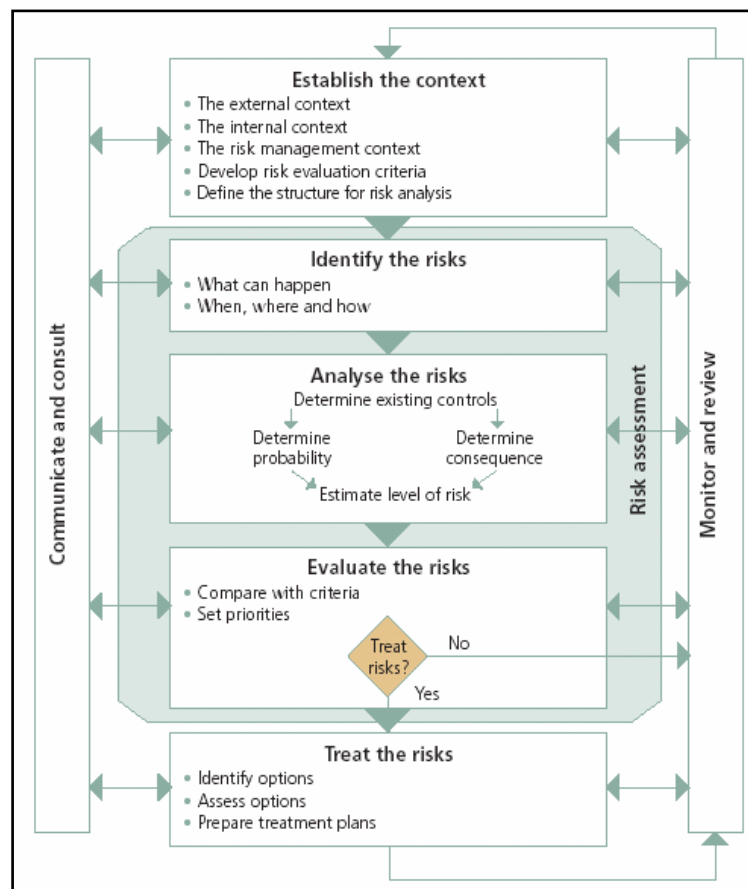 Establish the context
• The external context
• The internal context
• The risk management context
• Develop risk evaluation criteria
• Define the structure for risk analysis
Identify the risks
• What can happen
• When, where and how
Analyse the risks
Determine existing controls
Determine
probability
Determine
consequence
Estimate level of risk
Evaluate the risks
• Compare with criteria
• Set priorities
Treat
risks?
No
Yes
Treat the risks
• Identify options
• Assess options
• Prepare treatment plans
Communicate and consult
Risk assessment
Monitor and review